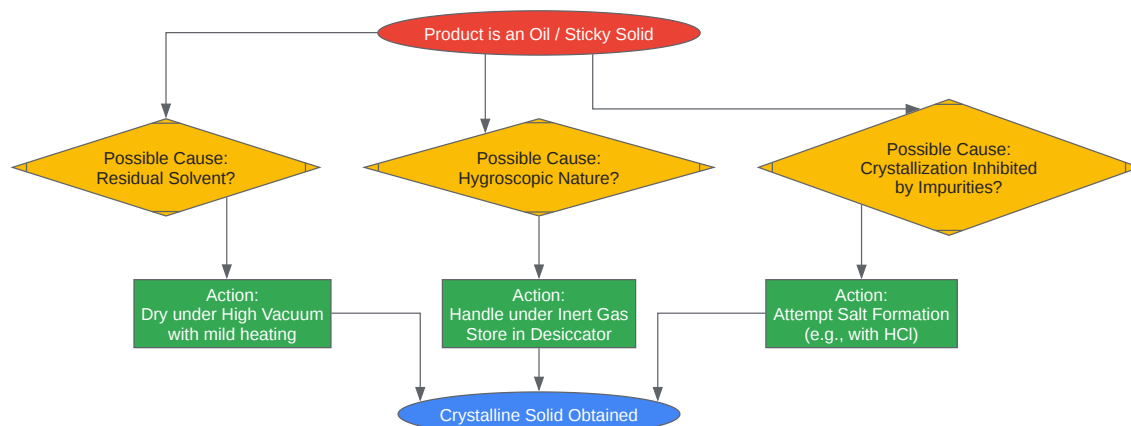 Product is an Oil / Sticky Solid
Possible Cause:
Residual Solvent?
Possible Cause:
Hygroscopic Nature?
Possible Cause:
Crystallization Inhibited
by Impurities?
Action:
Dry under High Vacuum
with mild heating
Action:
Handle under Inert Gas
Store in Desiccator
Action:
Attempt Salt Formation
(e.g., with HCl)
Crystalline Solid Obtained